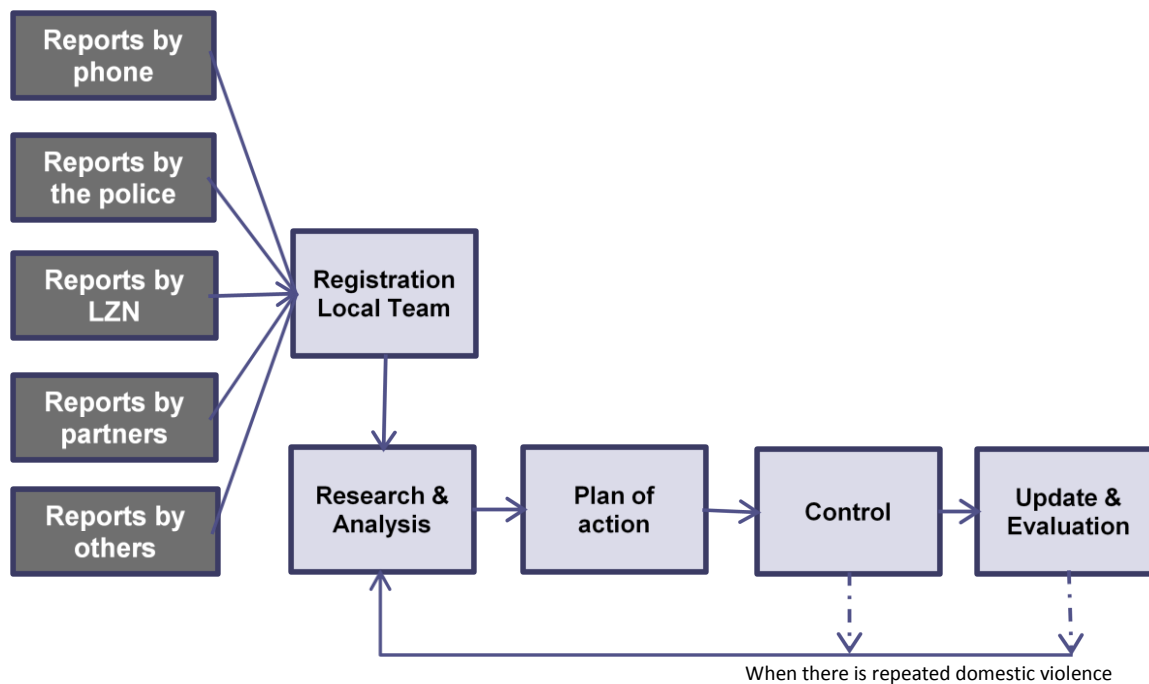 Reports by
phone
Reports by
the police
Reports by
LZN
Reports by
partners
Reports by
others
Registration
Local Team
Research &
Analysis
Plan of
action
Control
Update &
Evaluation
When there is repeated domestic violence